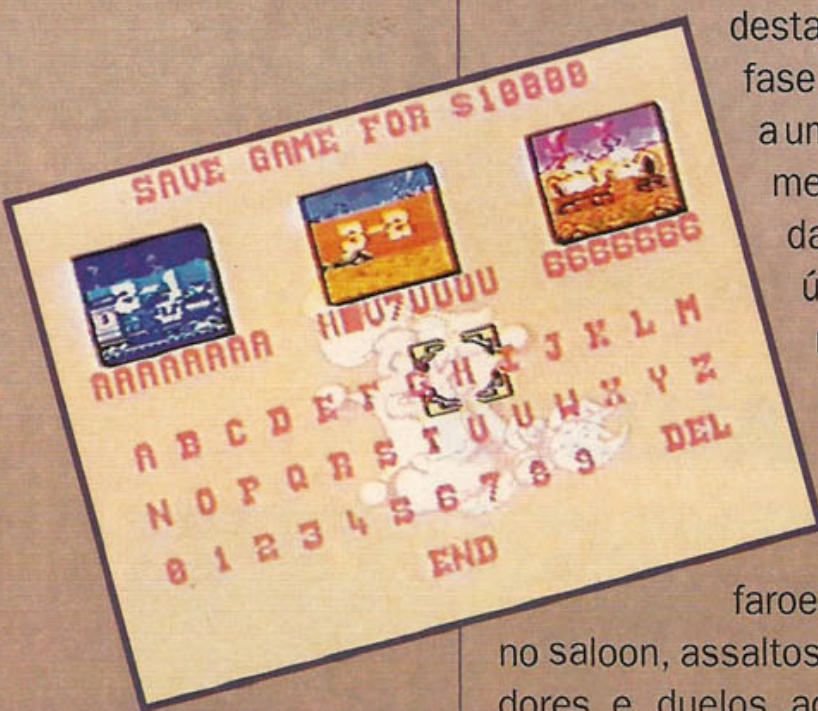 SAVE GAME FOR $10000
AAAAAAAA
6666666
A B C D E F G H I J K L M
N O P Q R S T U V W X Y Z
0 1 2 3 4 5 6 7 8 9 DEL
END
desta
fase
a um
me
da
ú
faroe
no saloon, assaltos
dores e duelos ao